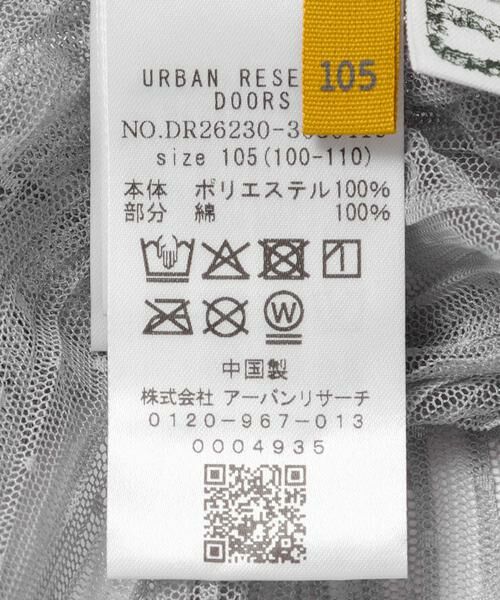 105
URBAN
DOORS
size 105(100-110)
本体 ポリエステル100%
部分 綿 100%
W
中国製
株式会社 アーバンリサーチ
0120-967-013
0004935